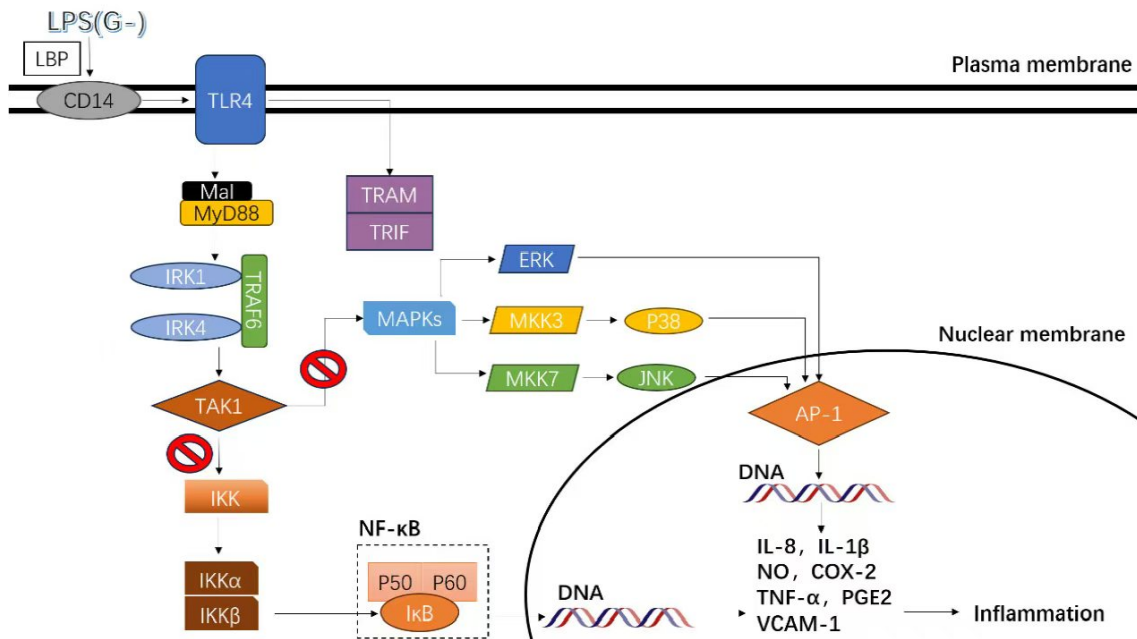 LPS(G-)
LBP
CD14
TLR4
Plasma membrane
Mal
MyD88
TRAM
TRIF
IRK1
IRK4
TRAF6
ERK
MAPKs
MKK3
P38
MKK7
JNK
Nuclear membrane
TAK1
AP-1
DNA
IKK
NF-κB
IKKα
IKKβ
P50
P60
IκB
DNA
IL-8, IL-1β
NO, COX-2
TNF-α, PGE2
VCAM-1
Inflammation